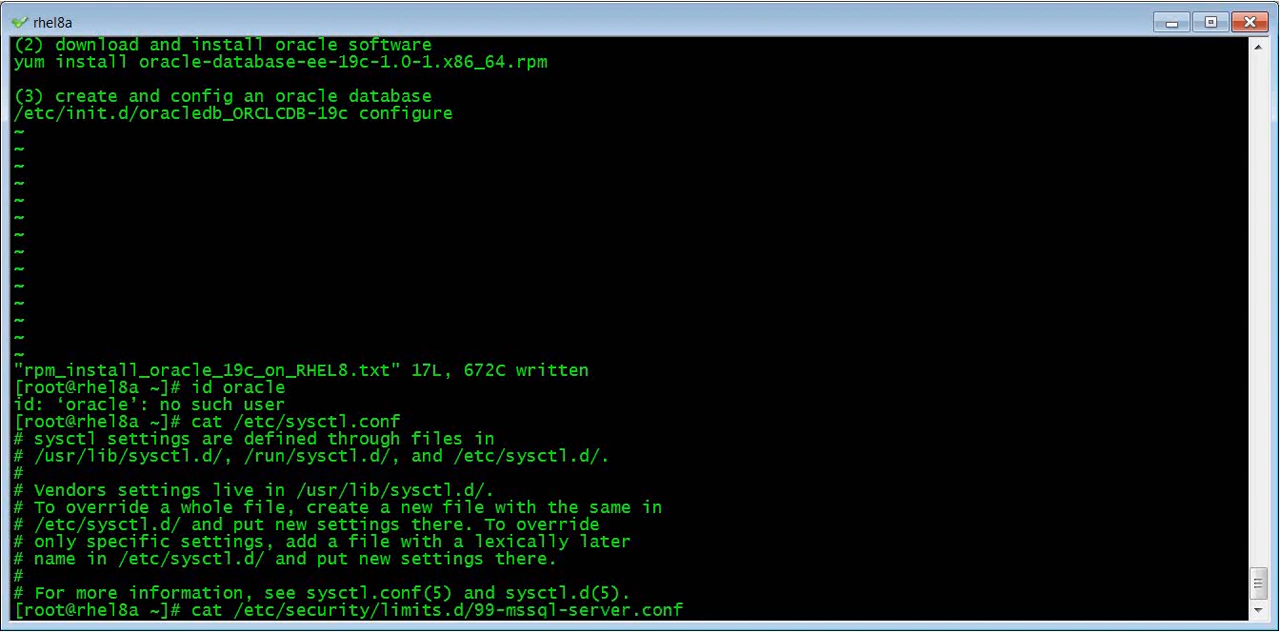 rhel8a
(2) download and install oracle software
yum install oracle-database-ee-19c-1.0-1.x86_64.rpm
(3) create and config an oracle database
/etc/init.d/oracledb_ORCLCDB-19c configure
~
~
~
~
~
~
~
~
~
~
~
~
~
~
"rpm_install_oracle_19c_on_RHEL8.txt" 17L, 672C written
[root@rhel8a ~]# id oracle
id: ‘oracle’: no such user
[root@rhel8a ~]# cat /etc/sysctl.conf
# sysctl settings are defined through files in
# /usr/lib/sysctl.d/, /run/sysctl.d/, and /etc/sysctl.d/.
#
# Vendors settings live in /usr/lib/sysctl.d/.
# To override a whole file, create a new file with the same in
# /etc/sysctl.d/ and put new settings there. To override
# only specific settings, add a file with a lexically later
# name in /etc/sysctl.d/ and put new settings there.
#
# For more information, see sysctl.conf(5) and sysctl.d(5).
[root@rhel8a ~]# cat /etc/security/limits.d/99-mssql-server.conf